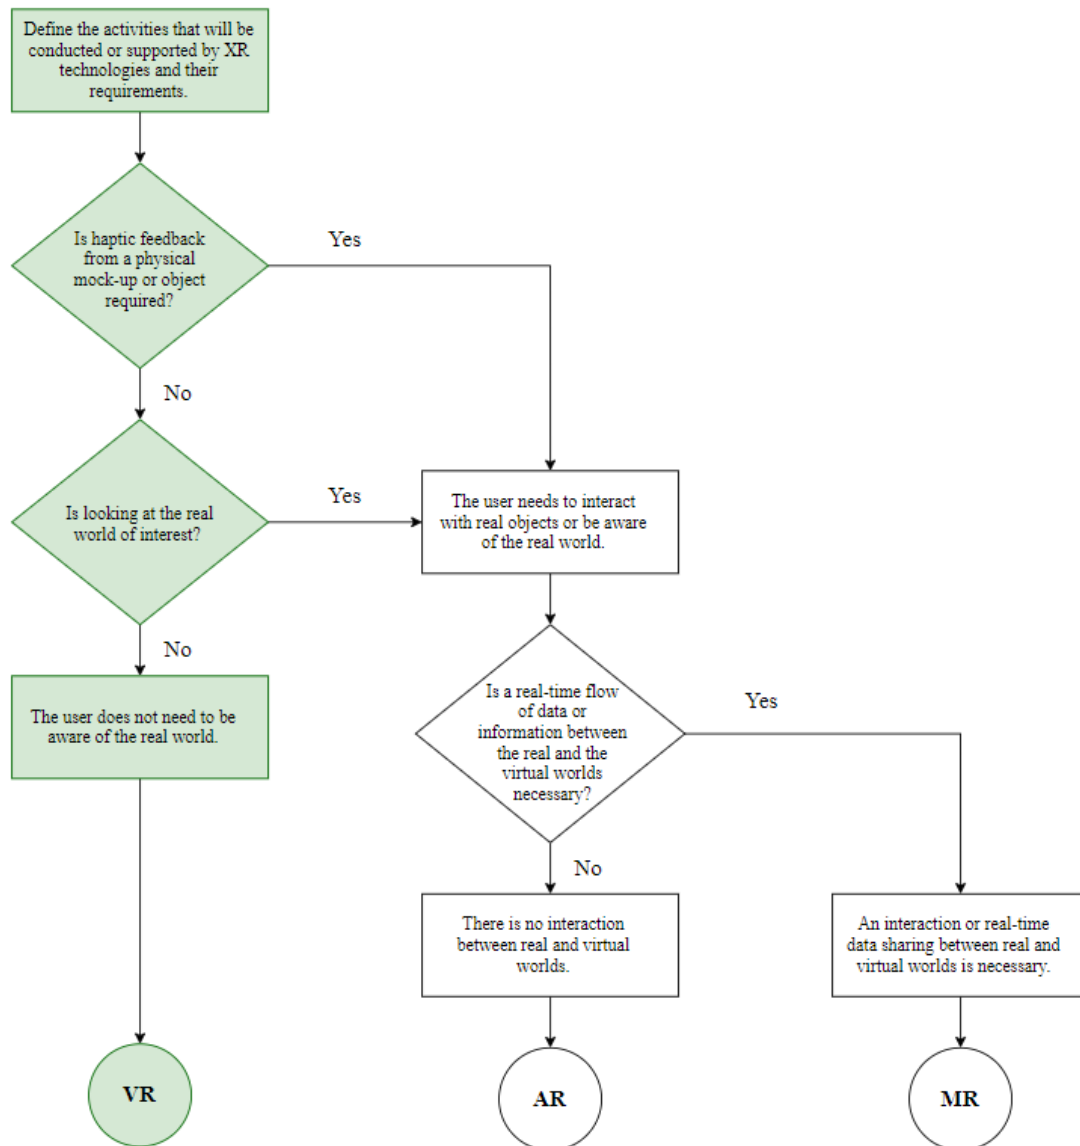 Define the activities that will be
conducted or supported by XR
technologies and their
requirements.
Is haptic feedback
from a physical
mock-up or object
required?
Yes
No
Is looking at the real
world of interest?
Yes
The user needs to interact
with real objects or be aware
of the real world.
No
The user does not need to be
aware of the real world.
Is a real-time flow
of data or
information between
the real and the
virtual worlds
necessary?
Yes
No
There is no interaction
between real and virtual
worlds.
An interaction or real-time
data sharing between real and
virtual worlds is necessary.
VR
AR
MR